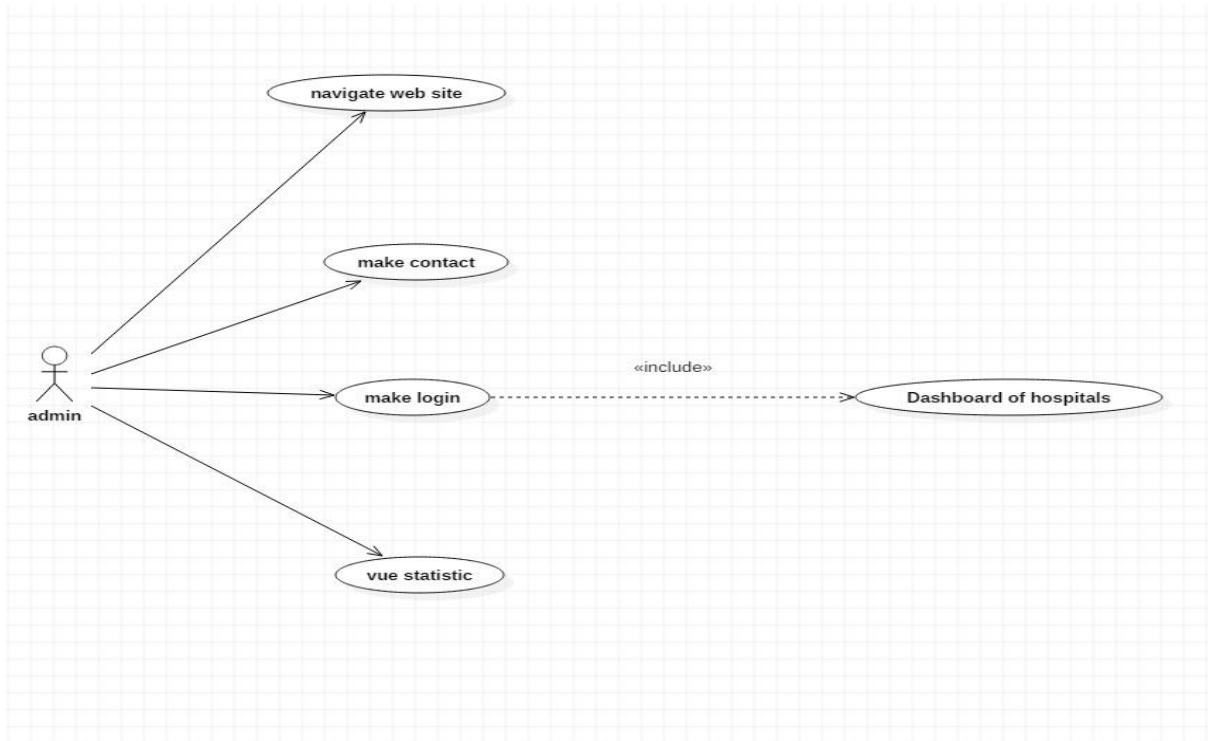 navigate web site
make contact
«include»
make login
Dashboard of hospitals
admin
vue statistic